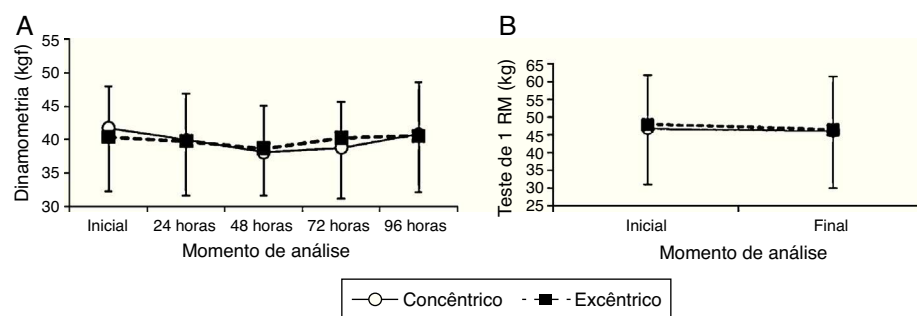 A
Dinamometria (kgf)
55
50
45
40
35
30
Inicial 24 horas 48 horas 72 horas 96 horas
Momento de análise
B
Teste de 1 RM (kg)
65
60
55
50
45
40
35
30
25
Inicial Final
Momento de análise
Concêntrico Excêntrico